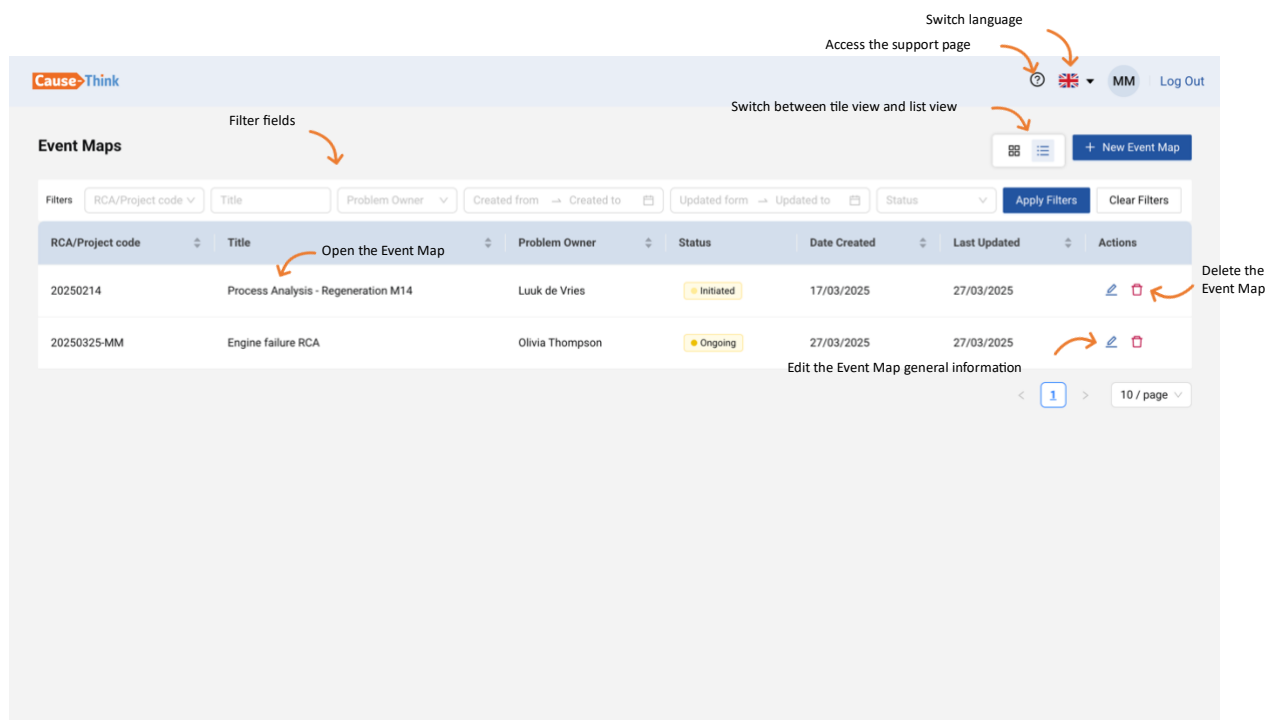 Switch language
Access the support page
Cause-Think
MM
Log Out
Switch between tile view and list view
Filter fields
Event Maps
+ New Event Map
Filters
RCA/Project code
Title
Problem Owner
Created from → Created to
Updated form → Updated to
Status
Apply Filters
Clear Filters
RCA/Project code Title Problem Owner Status Date Created Last Updated Actions
Open the Event Map
Delete the
Event Map
20250214 Process Analysis - Regeneration M14 Luuk de Vries Initiated 17/03/2025 27/03/2025
20250325-MM Engine failure RCA Olivia Thompson Ongoing 27/03/2025 27/03/2025
Edit the Event Map general information
< 1 > 10 / page